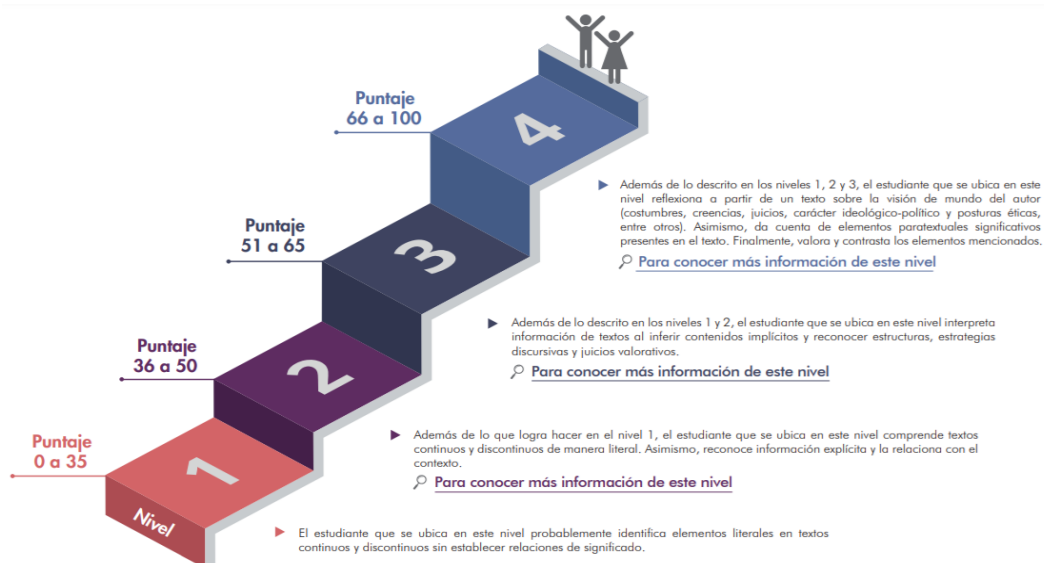 Puntaje
66 a 100
4
Además de lo descrito en los niveles 1, 2 y 3, el estudiante que se ubica en este
nivel reflexiona a partir de un texto sobre la visión de mundo del autor
(costumbres, creencias, juicios, carácter ideológico-político y posturas éticas,
entre otros). Asimismo, da cuenta de elementos paratextuales significativos
presentes en el texto. Finalmente, valora y contrasta los elementos mencionados.
Para conocer más información de este nivel
Puntaje
51 a 65
3
Además de lo descrito en los niveles 1 y 2, el estudiante que se ubica en este nivel interpreta
información de textos al inferir contenidos implícitos y reconocer estructuras, estrategias
discursivas y juicios valorativos.
Para conocer más información de este nivel
Puntaje
36 a 50
2
Además de lo que logra hacer en el nivel 1, el estudiante que se ubica en este nivel comprende textos
continuos y discontinuos de manera literal. Asimismo, reconoce información explícita y la relaciona con el
contexto.
Para conocer más información de este nivel
Puntaje
0 a 35
1
Nivel
El estudiante que se ubica en este nivel probablemente identifica elementos literales en textos
continuos y discontinuos sin establecer relaciones de significado.